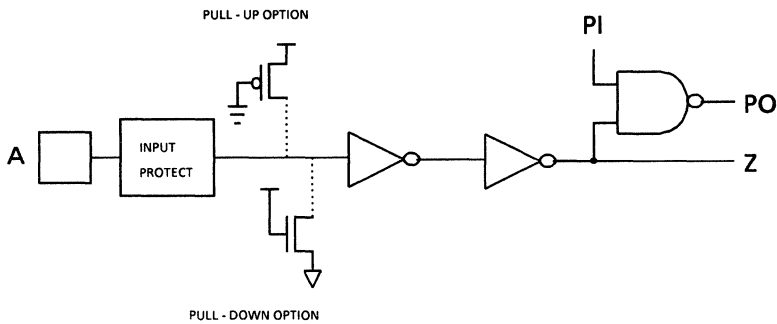 PULL - UP OPTION
PI
PO
A
INPUT
PROTECT
Z
PULL - DOWN OPTION